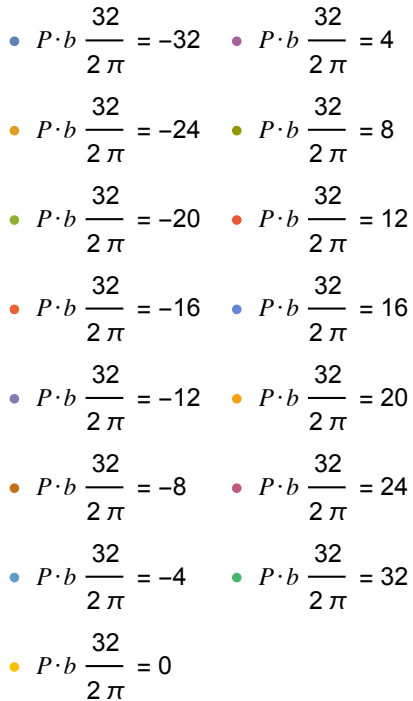 P·b 32/2π = −32
P·b 32/2π = −24
P·b 32/2π = −20
P·b 32/2π = −16
P·b 32/2π = −12
P·b 32/2π = −8
P·b 32/2π = −4
P·b 32/2π = 0
P·b 32/2π = 4
P·b 32/2π = 8
P·b 32/2π = 12
P·b 32/2π = 16
P·b 32/2π = 20
P·b 32/2π = 24
P·b 32/2π = 32